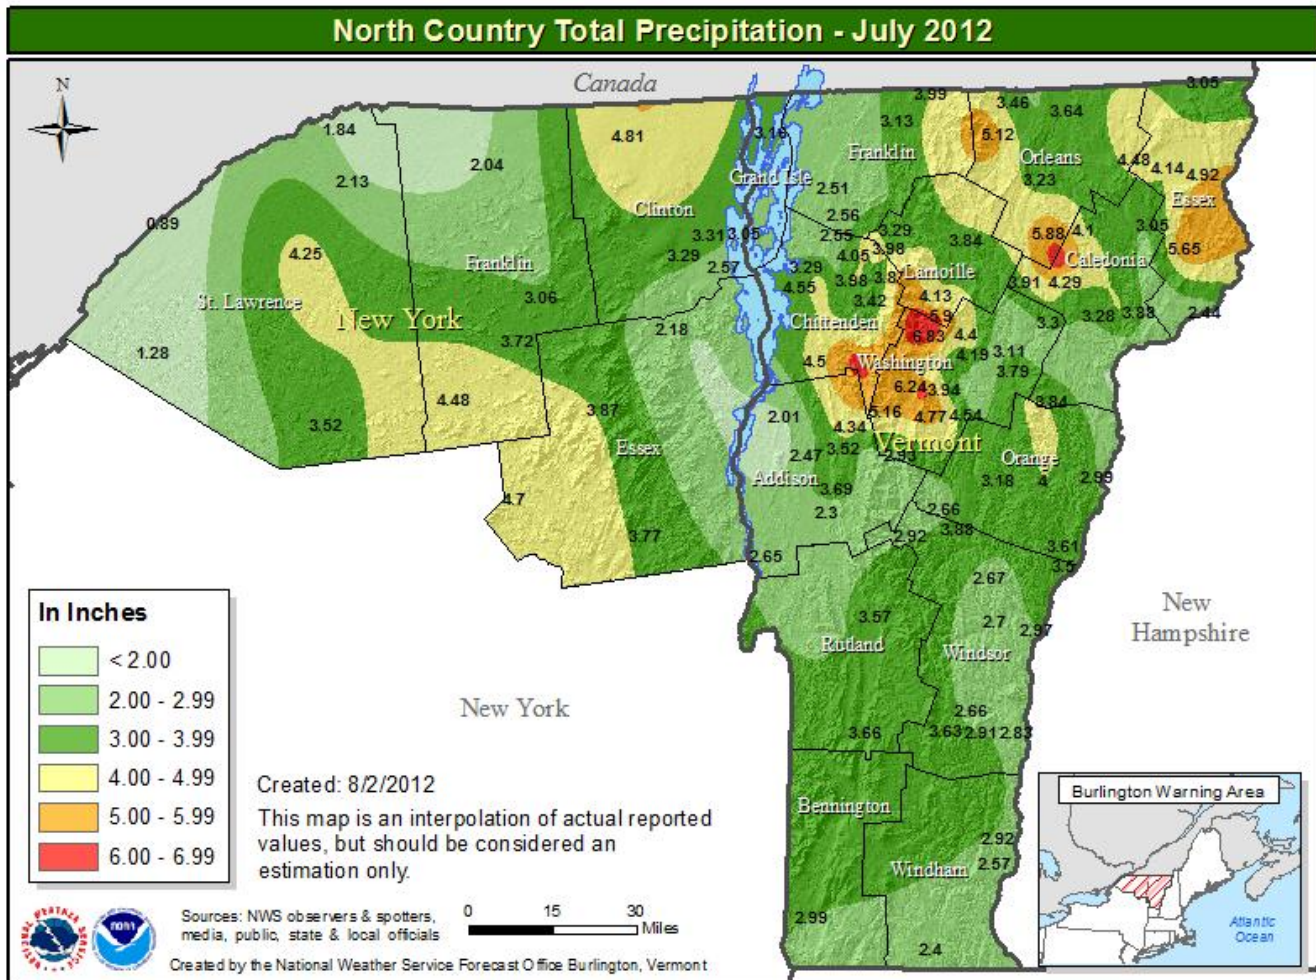 North Country Total Precipitation - July 2012
N
Canada
3.05
3.99
3.46
3.64
1.84
4.81
3.16
3.13
5.12
Franklin
Orleans
2.04
4.48
4.14
4.92
2.13
Grand Isle
2.51
3.23
Essex
Clinton
2.56
0.89
3.31
3.05
2.55
3.29
3.84
5.88
4.1
3.05
4.25
3.29
4.05
3.98
5.65
Franklin
2.57
3.29
3.98
3.8
Lamoille
Caledonia
St. Lawrence
3.06
4.55
3.42
4.13
3.91
4.29
New York
2.18
Chittenden
5.9
3.3
3.28
3.88
2.44
1.28
3.72
6.83
4.4
4.5
Washington
4.19
3.11
3.79
4.48
3.87
6.24
3.94
3.84
3.52
2.01
5.16
4.77
4.54
4.34
Essex
2.47
3.52
2.93
Vermont
Orange
Addison
3.18
4
2.99
4.7
3.69
2.3
2.66
3.77
2.92
3.88
2.65
3.61
3.5
2.67
In Inches
< 2.00
2.00 - 2.99
3.00 - 3.99
4.00 - 4.99
5.00 - 5.99
6.00 - 6.99
3.57
2.7
2.97
Rutland
Windsor
New
Hampshire
New York
2.66
3.66
3.63
2.91
2.83
Created: 8/2/2012
This map is an interpolation of actual reported
values, but should be considered an
estimation only.
Bennington
2.92
2.57
Windham
2.99
2.4
Burlington Warning Area
Atlantic
Ocean
NATIONAL WEATHER SERVICE
noaa
Sources: NWS observers & spotters,
media, public, state & local officials
0 15 30
Miles
Created by the National Weather Service Forecast Office Burlington, Vermont